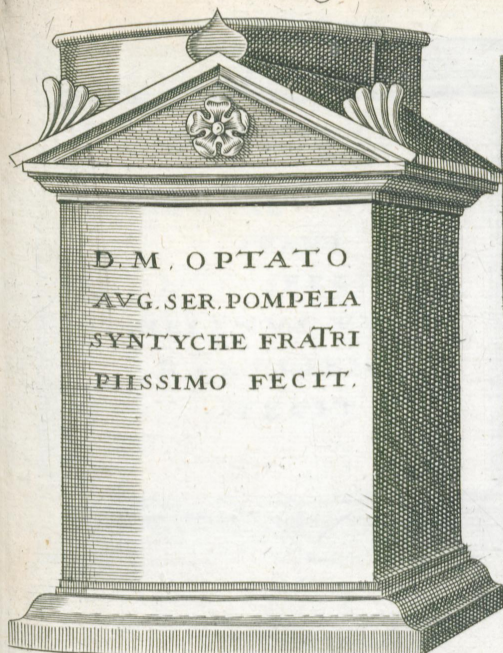 D. M. OPTATO
AVG. SER. POMPEIA
SYNTYCHE FRATRI
PIISSIMO FECIT.